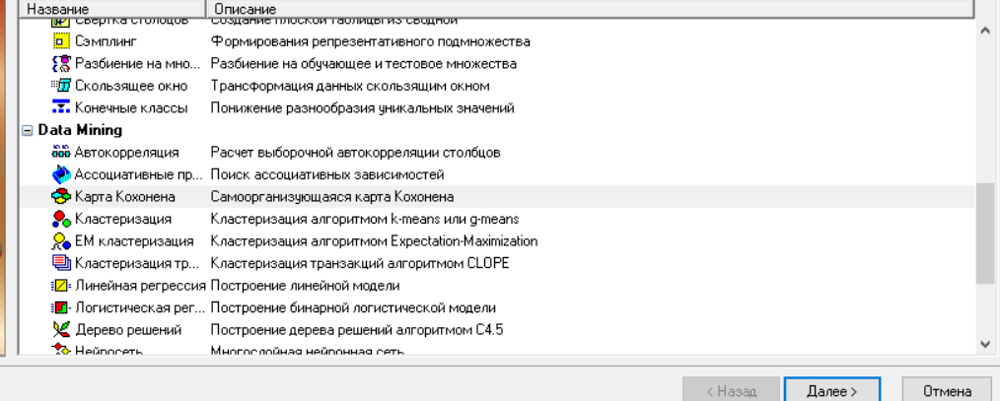 Название Описание
Свертка столбцов Создание плоской таблицы из сводной
Сэмплинг Формирования репрезентативного подмножества
Разбиение на мно... Разбиение на обучающее и тестовое множества
Скользящее окно Трансформация данных скользящим окном
Конечные классы Понижение разнообразия уникальных значений
Data Mining
Автокорреляция Расчет выборочной автокорреляции столбцов
Ассоциативные пр... Поиск ассоциативных зависимостей
Карта Кохонена Самоорганизующаяся карта Кохонена
Кластеризация Кластеризация алгоритмом k-means или g-means
EM кластеризация Кластеризация алгоритмом Expectation-Maximization
Кластеризация тр... Кластеризация транзакций алгоритмом CLOPE
Линейная регрессия Построение линейной модели
Логистическая рег... Построение бинарной логистической модели
Дерево решений Построение дерева решений алгоритмом C4.5
Нейросеть Многослойная нейронная сеть
< Назад Далее > Отмена